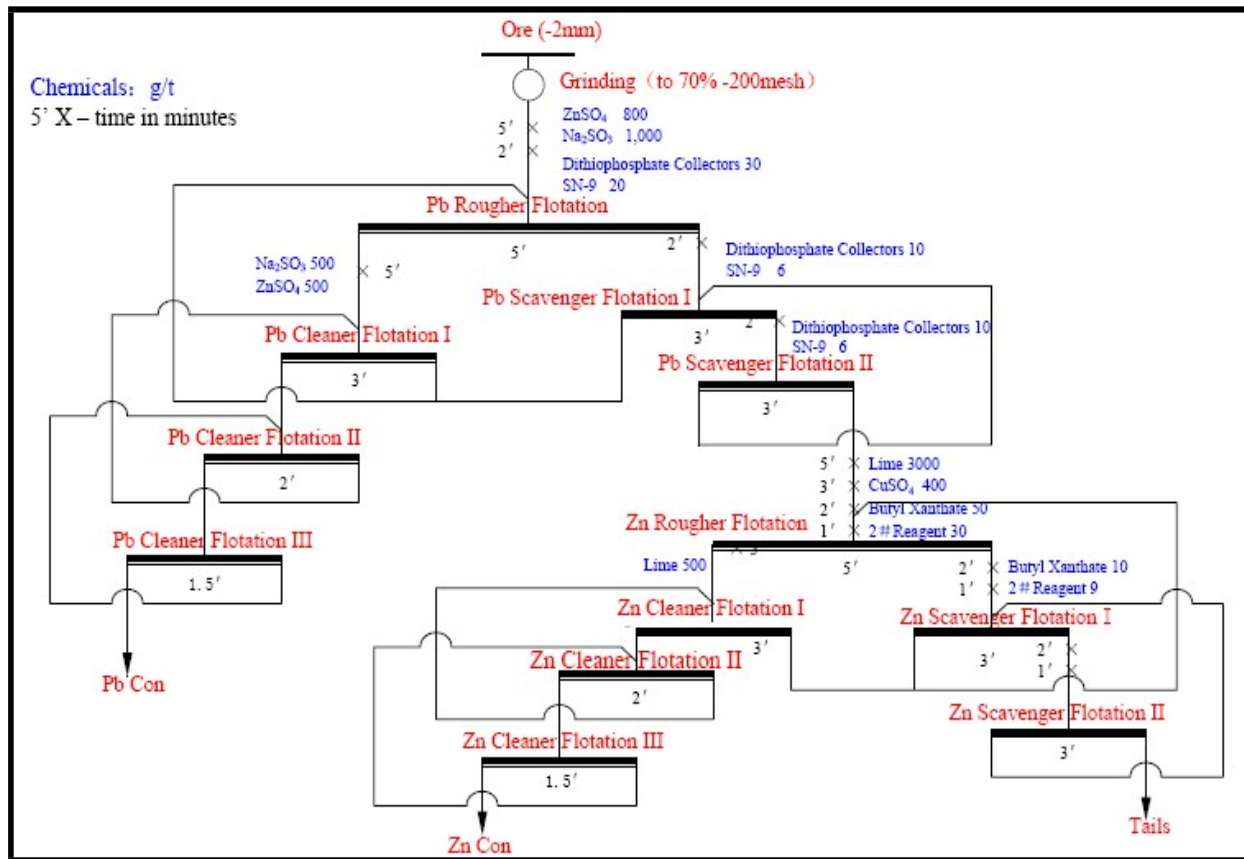 Ore (-2mm)
Chemicals：g/t
5’ X – time in minutes
Grinding（to 70% -200mesh）
5′
ZnSO₄ 800
Na₂SO₃ 1,000
2′
Dithiophosphate Collectors 30
SN-9 20
Pb Rougher Flotation
5′
2′
Dithiophosphate Collectors 10
SN-9 6
Na₂SO₃ 500
ZnSO₄ 500
5′
Pb Scavenger Flotation I
3′
2
Dithiophosphate Collectors 10
SN-9 6
Pb Cleaner Flotation I
3′
Pb Scavenger Flotation II
3′
Pb Cleaner Flotation II
2′
5′ Lime 3000
3′ CuSO₄ 400
2′ Butyl Xanthate 50
1′ 2＃Reagent 30
Zn Rougher Flotation
5′
Pb Cleaner Flotation III
1.5′
Lime 500
2′ Butyl Xanthate 10
1′ 2＃Reagent 9
Zn Cleaner Flotation I
3′
Zn Scavenger Flotation I
3′
2′
1′
Zn Cleaner Flotation II
2′
Pb Con
Zn Scavenger Flotation II
3′
Zn Cleaner Flotation III
1.5′
Zn Con
Tails